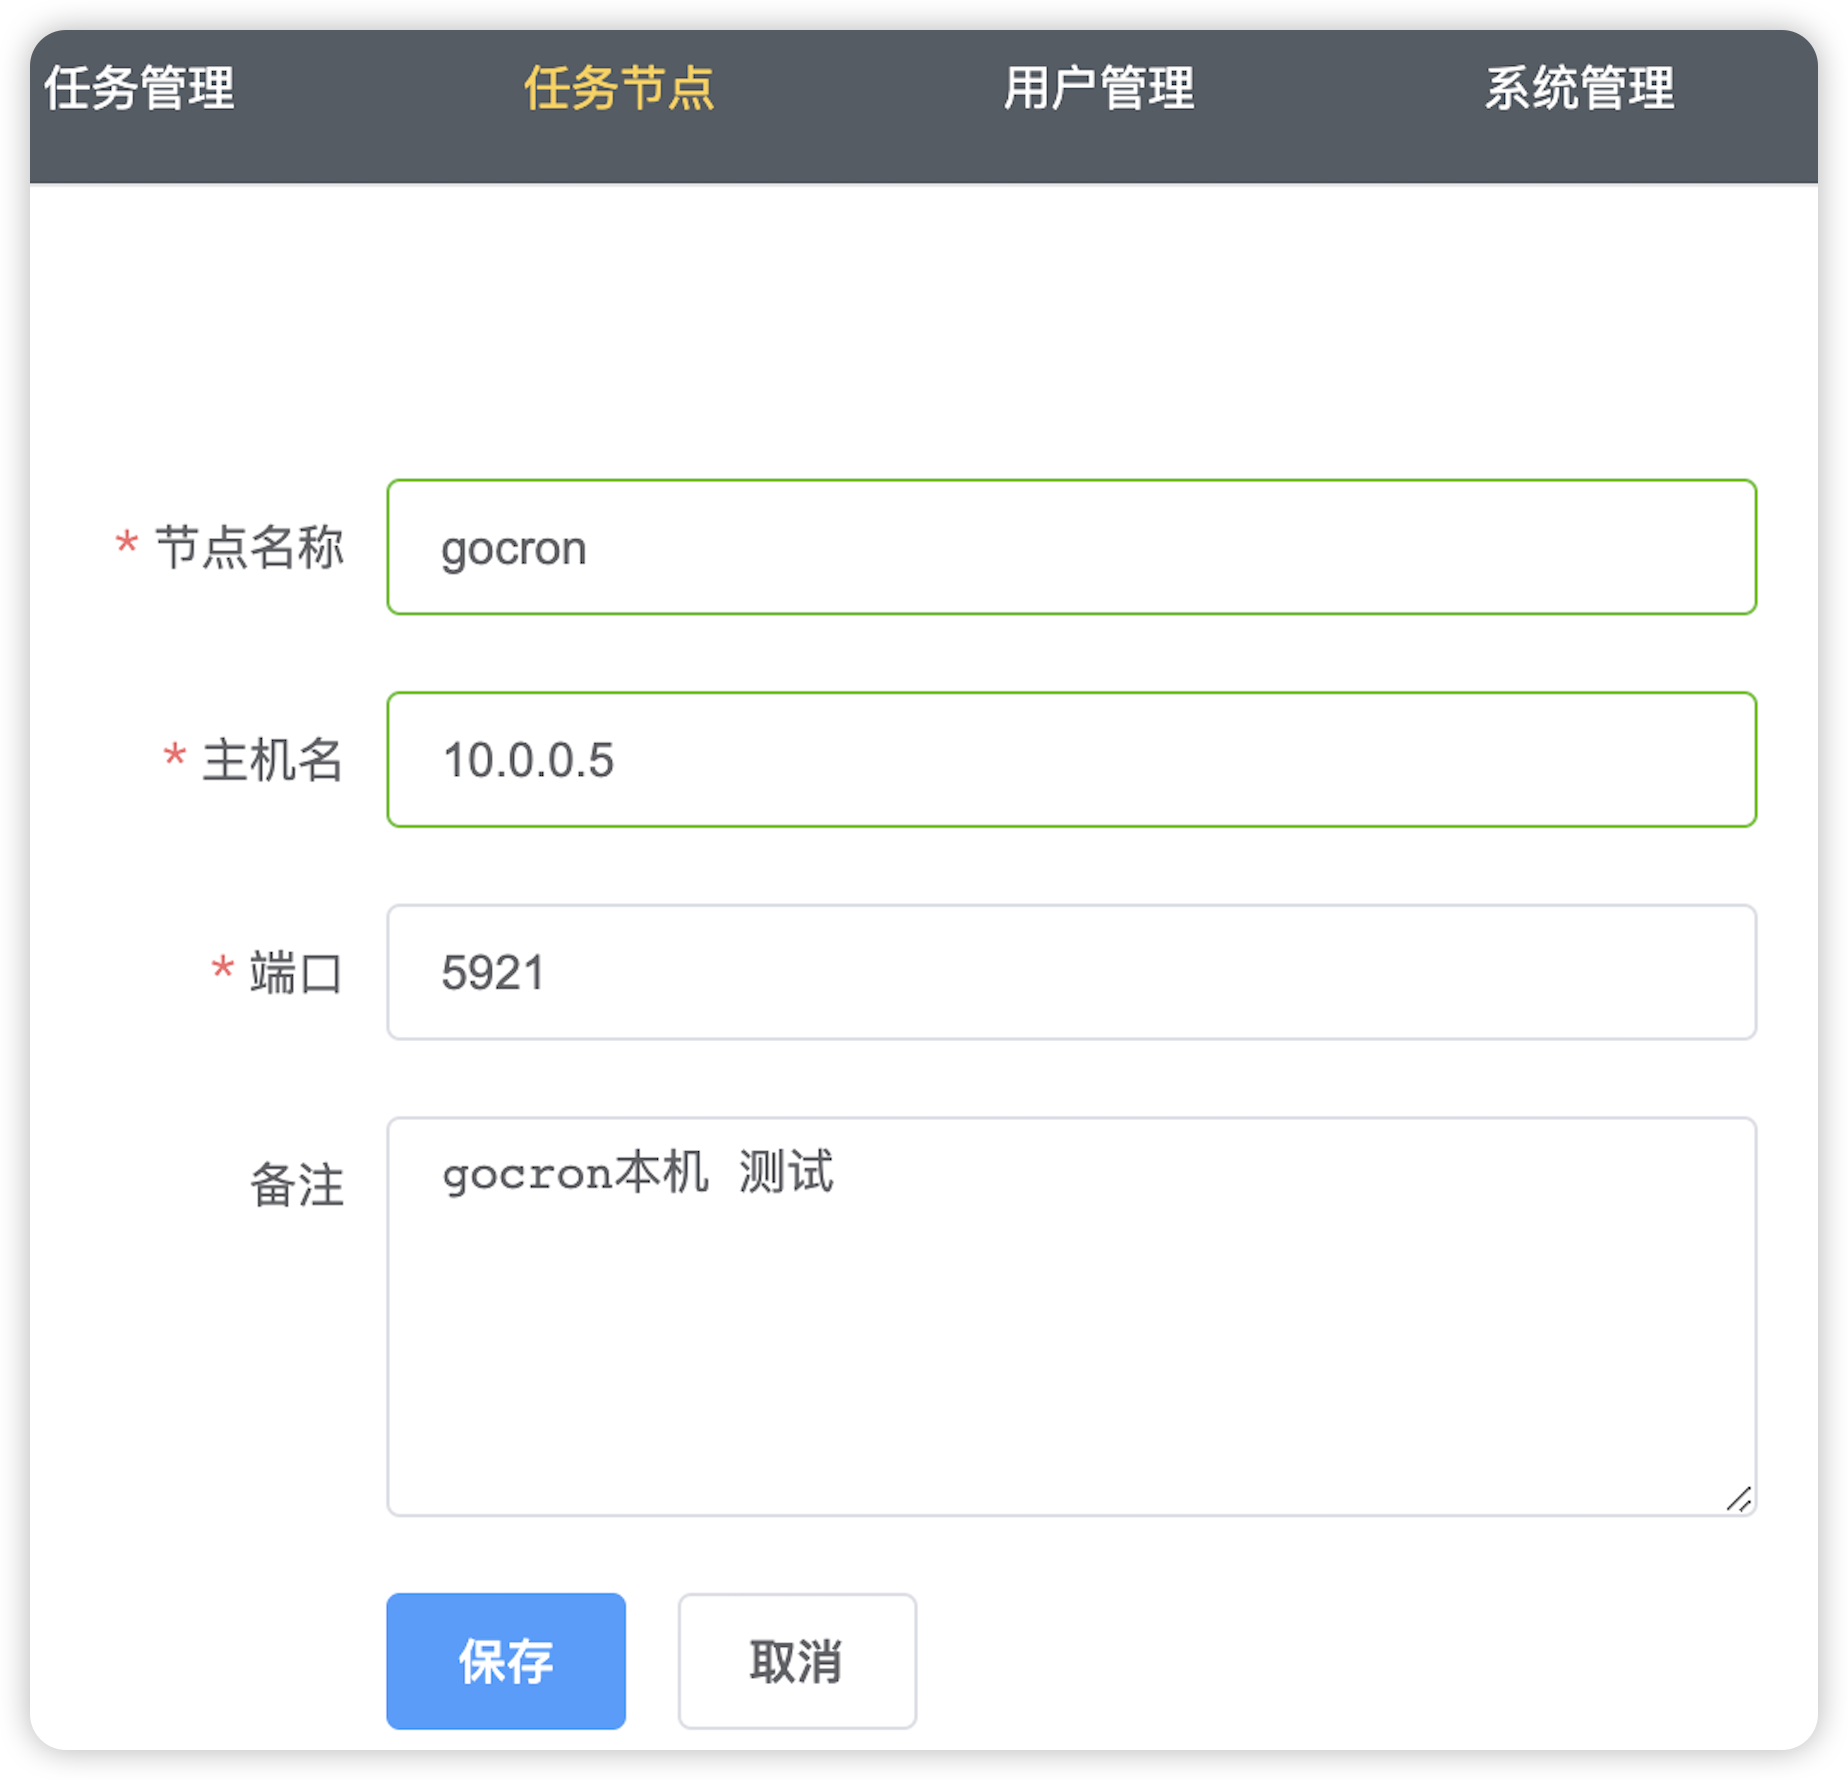 任务管理 任务节点 用户管理 系统管理
* 节点名称 gocron
* 主机名 10.0.0.5
* 端口 5921
备注 gocron本机 测试
保存 取消